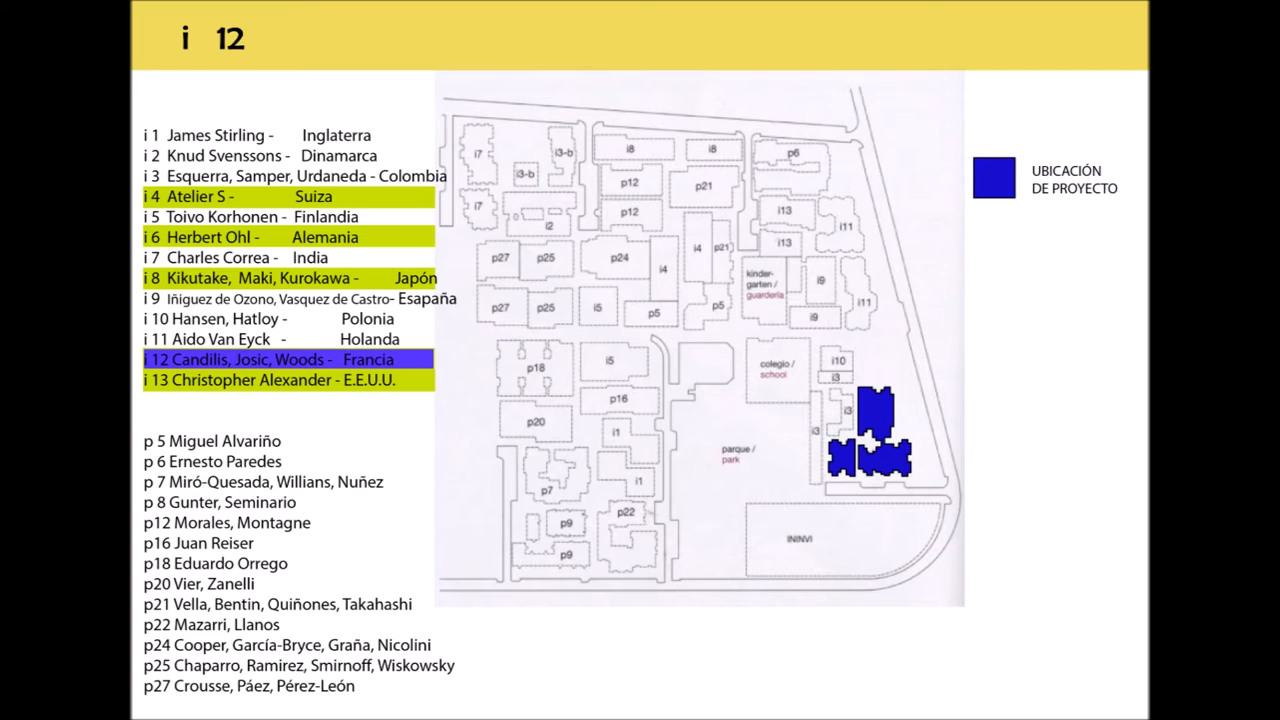 i 12
i 1 James Stirling - Inglaterra
i 2 Knud Svenssons - Dinamarca
i 3 Esquerra, Samper, Urdaneda - Colombia
i 4 Atelier S - Suiza
i 5 Toivo Korhonen - Finlandia
i 6 Herbert Ohl - Alemania
i 7 Charles Correa - India
i 8 Kikutake, Maki, Kurokawa - Japón
i 9 Iñiguez de Ozono, Vasquez de Castro- Esapaña
i 10 Hansen, Hatloy - Polonia
i 11 Aido Van Eyck - Holanda
i 12 Candilis, Josic, Woods - Francia
i 13 Christopher Alexander - E.E.U.U.
p 5 Miguel Alvariño
p 6 Ernesto Paredes
p 7 Miró-Quesada, Willians, Nuñez
p 8 Gunter, Seminario
p12 Morales, Montagne
p16 Juan Reiser
p18 Eduardo Orrego
p20 Vier, Zanelli
p21 Vella, Bentin, Quiñones, Takahashi
p22 Mazarri, Llanos
p24 Cooper, García-Bryce, Graña, Nicolini
p25 Chaparro, Ramirez, Smirnoff, Wiskowsky
p27 Crousse, Páez, Pérez-León
i7 i3-b i8 i8 p6
i3-b p12 p21
i7 i2 p12 i13 i11
i13
p27 p25 p24 i4 i4 p21
kinder-
garten /
guardería
i9 i11
p27 p25 i5 p5 p5 i9
p18 i5
colegio /
school
i10
i3
p16 i3
p20 i1 i3
parque /
park
p7 i1
p9 p22
p9
ININVI
UBICACIÓN
DE PROYECTO